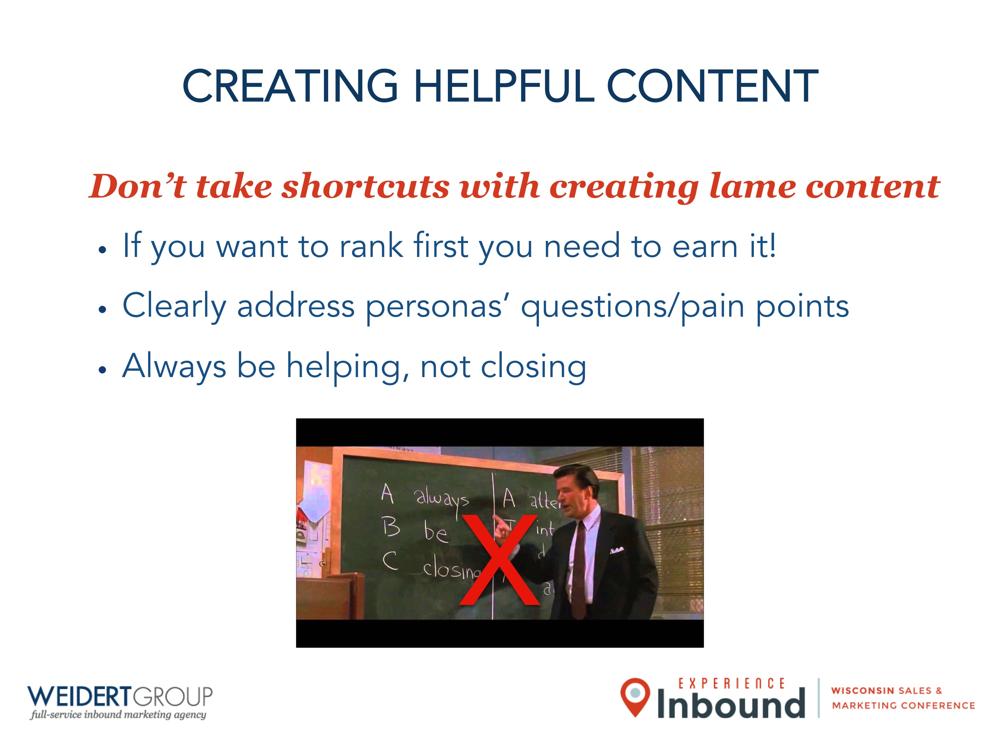 CREATING HELPFUL CONTENT
Don’t take shortcuts with creating lame content
• If you want to rank first you need to earn it!
• Clearly address personas’ questions/pain points
• Always be helping, not closing
always
A always
B be
C closing
A atten
int
d
X
WEIDERTGROUP
full-service inbound marketing agency
EXPERIENCE
Inbound
WISCONSIN SALES &
MARKETING CONFERENCE